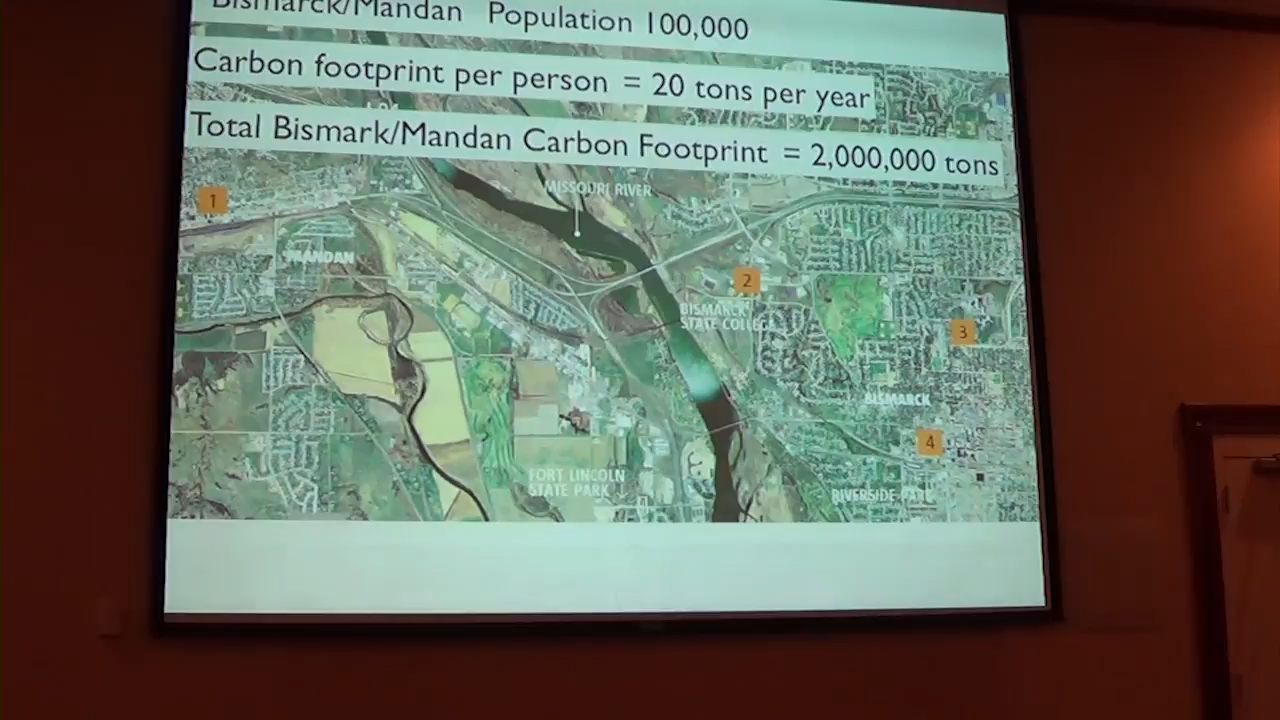 Bismarck/Mandan Population 100,000
Carbon footprint per person = 20 tons per year
Total Bismark/Mandan Carbon Footprint = 2,000,000 tons
MISSOURI RIVER
1
MANDAN
2
BISMARCK
STATE COLLEGE
3
BISMARCK
4
FORT LINCOLN
STATE PARK
RIVERSIDE PARK